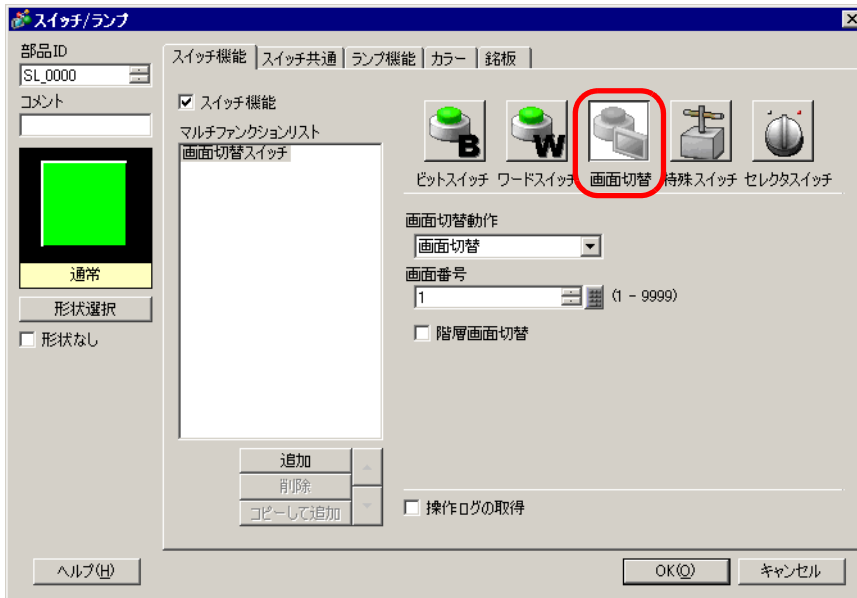 スイッチ/ランプ
部品ID
SL_0000
コメント
通常
形状選択
形状なし
スイッチ機能 スイッチ共通 ランプ機能 カラー 銘板
スイッチ機能
マルチファンクションリスト
画面切替スイッチ
追加
削除
コピーして追加
B W
ビットスイッチ ワードスイッチ 画面切替 特殊スイッチ セレクタスイッチ
画面切替動作
画面切替
画面番号
1 (1 - 9999)
階層画面切替
操作ログの取得
ヘルプ(H) OK(O) キャンセル